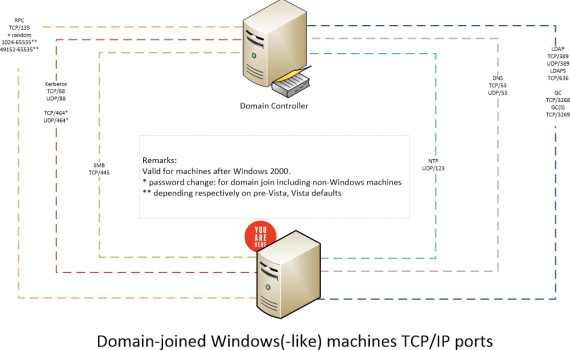 RPC
TCP/135
+ random
1024-65535**
49152-65535**
Kerberos
TCP/88
UDP/88
TCP/464*
UDP/464*
SMB
TCP/445
Domain Controller
NTP
UDP/123
DNS
TCP/53
UDP/53
LDAP
TCP/389
UDP/389
LDAPS
TCP/636
GC
TCP/3268
GC(S)
TCP/3269
Remarks:
Valid for machines after Windows 2000.
* password change: for domain join including non-Windows machines
** depending respectively on pre-Vista, Vista defaults
YOU
ARE
HERE
Domain-joined Windows(-like) machines TCP/IP ports